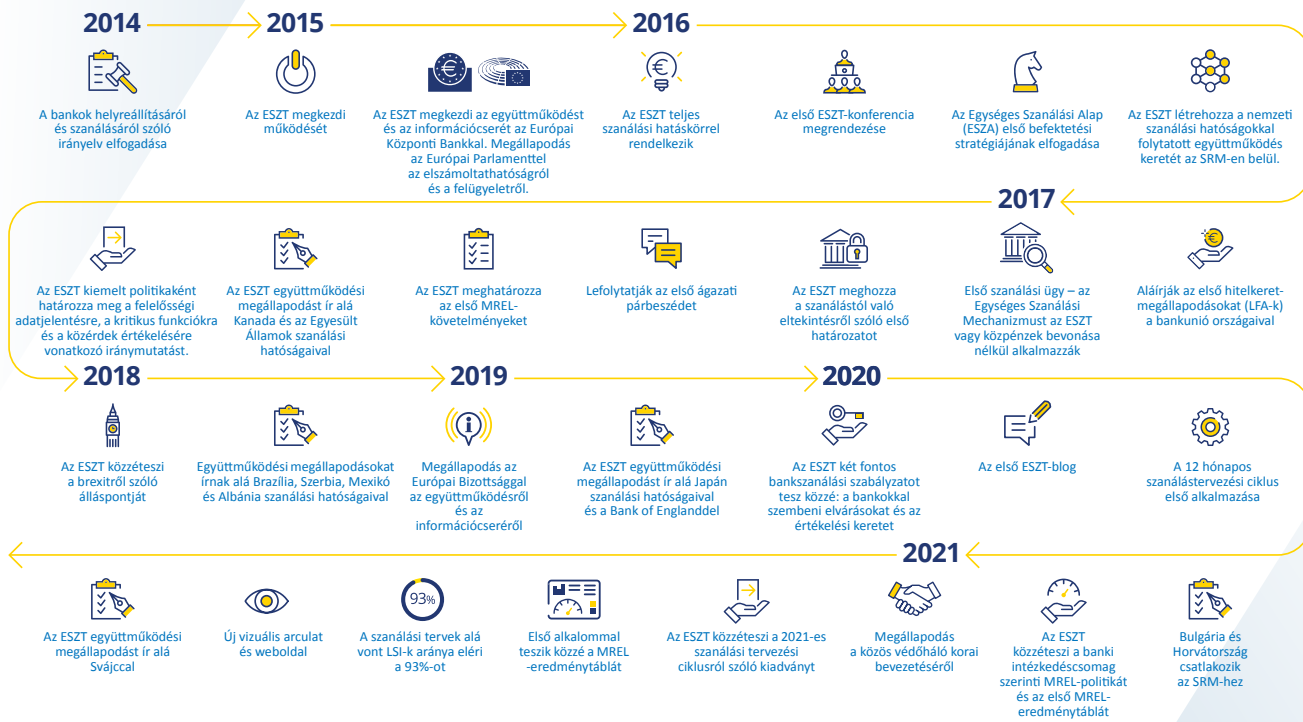 2014
2015
2016
A bankok helyreállításáról
és szanálásáról szóló
irányelv elfogadása
Az ESZT megkezdi
működését
Az ESZT megkezdi az együttműködést
és az információcserét az Európai
Központi Bankkal. Megállapodás
az Európai Parlamenttel
az elszámoltathatóságról
és a felügyeletről.
Az ESZT teljes
szanálási hatáskörrel
rendelkezik
Az első ESZT-konferencia
megrendezése
Az Egységes Szanálási Alap
(ESZA) első befektetési
stratégiájának elfogadása
Az ESZT létrehozza a nemzeti
szanálási hatóságokkal
folytatott együttműködés
keretét az SRM-en belül.
2017
Az ESZT kiemelt politikaként
határozza meg a felelősségi
adatjelentésre, a kritikus funkciókra
és a közérdek értékelésére
vonatkozó iránymutatást.
Az ESZT együttműködési
megállapodást ír alá
Kanada és az Egyesült
Államok szanálási
hatóságaival
Az ESZT meghatározza
az első MREL-
követelményeket
Lefolytatják az első ágazati
párbeszédet
Az ESZT meghozza
a szanálástól való
eltekintésről szóló első
határozatot
Első szanálási ügy – az
Egységes Szanálási
Mechanizmust az ESZT
vagy közpénzek bevonása
nélkül alkalmazzák
Aláírják az első hitelkeret-
megállapodásokat (LFA-k)
a bankunió országaival
2018
2019
2020
Az ESZT közzéteszi
a brexitről szóló
álláspontját
Együttműködési megállapodásokat
írnak alá Brazília, Szerbia, Mexikó
és Albánia szanálási hatóságaival
Megállapodás az
Európai Bizottsággal
az együttműködésről
és az
információcseréről
Az ESZT együttműködési
megállapodást ír alá Japán
szanálási hatóságaival
és a Bank of Englanddel
Az ESZT két fontos
bankszanálási szabályzatot
tesz közzé: a bankokkal
szembeni elvárásokat és az
értékelési keretet
Az első ESZT-blog
A 12 hónapos
szanálástervezési ciklus
első alkalmazása
2021
Az ESZT együttműködési
megállapodást ír alá
Svájccal
Új vizuális arculat
és weboldal
93%
A szanálási tervek alá
vont LSI-k aránya eléri
a 93%-ot
Első alkalommal
teszik közzé a MREL
-eredménytáblát
Az ESZT közzéteszi a 2021-es
szanálási tervezési
ciklusról szóló kiadványt
Megállapodás
a közös védőháló korai
bevezetéséről
Az ESZT
közzéteszi a banki
intézkedéscsomag
szerinti MREL-politikát
és az első MREL-
eredménytáblát
Bulgária és
Horvátország
csatlakozik
az SRM-hez